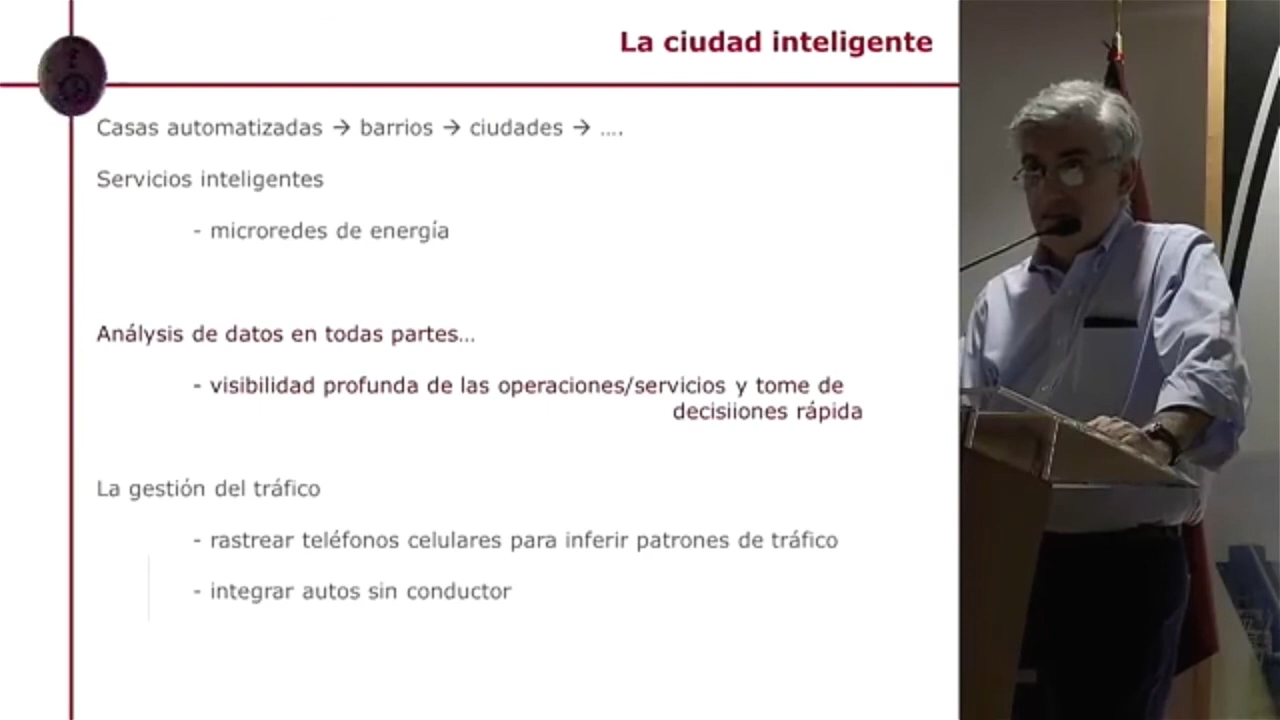 La ciudad inteligente
Casas automatizadas → barrios → ciudades → ....
Servicios inteligentes
- microredes de energía
Análysis de datos en todas partes…
- visibilidad profunda de las operaciones/servicios y tome de
decisiiones rápida
La gestión del tráfico
- rastrear teléfonos celulares para inferir patrones de tráfico
- integrar autos sin conductor